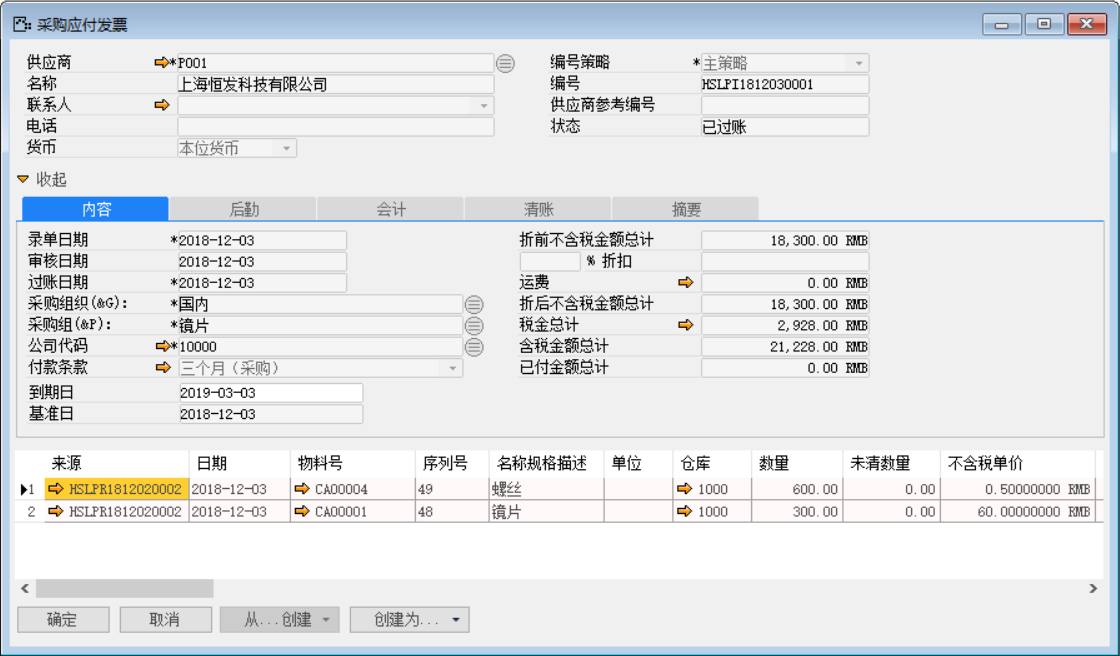 采购应付发票
供应商 *P001 编号策略 *主策略
名称 上海恒发科技有限公司 编号 HSLPI1812030001
联系人 供应商参考编号
电话 状态 已过账
货币 本位货币
收起
内容 后勤 会计 清账 摘要
录单日期 *2018-12-03 折前不含税金额总计 18,300.00 RMB
审核日期 2018-12-03 % 折扣
过账日期 *2018-12-03 运费 0.00 RMB
采购组织(&G): *国内 折后不含税金额总计 18,300.00 RMB
采购组(&P): *镜片 税金总计 2,928.00 RMB
公司代码 *10000 含税金额总计 21,228.00 RMB
付款条款 三个月（采购） 已付金额总计 0.00 RMB
到期日 2019-03-03
基准日 2018-12-03
来源 日期 物料号 序列号 名称规格描述 单位 仓库 数量 未清数量 不含税单价
1 HSLPR1812020002 2018-12-03 CA00004 49 螺丝 1000 600.00 0.00 0.50000000 RMB
2 HSLPR1812020002 2018-12-03 CA00001 48 镜片 1000 300.00 0.00 60.00000000 RMB
确定 取消 从...创建 创建为...